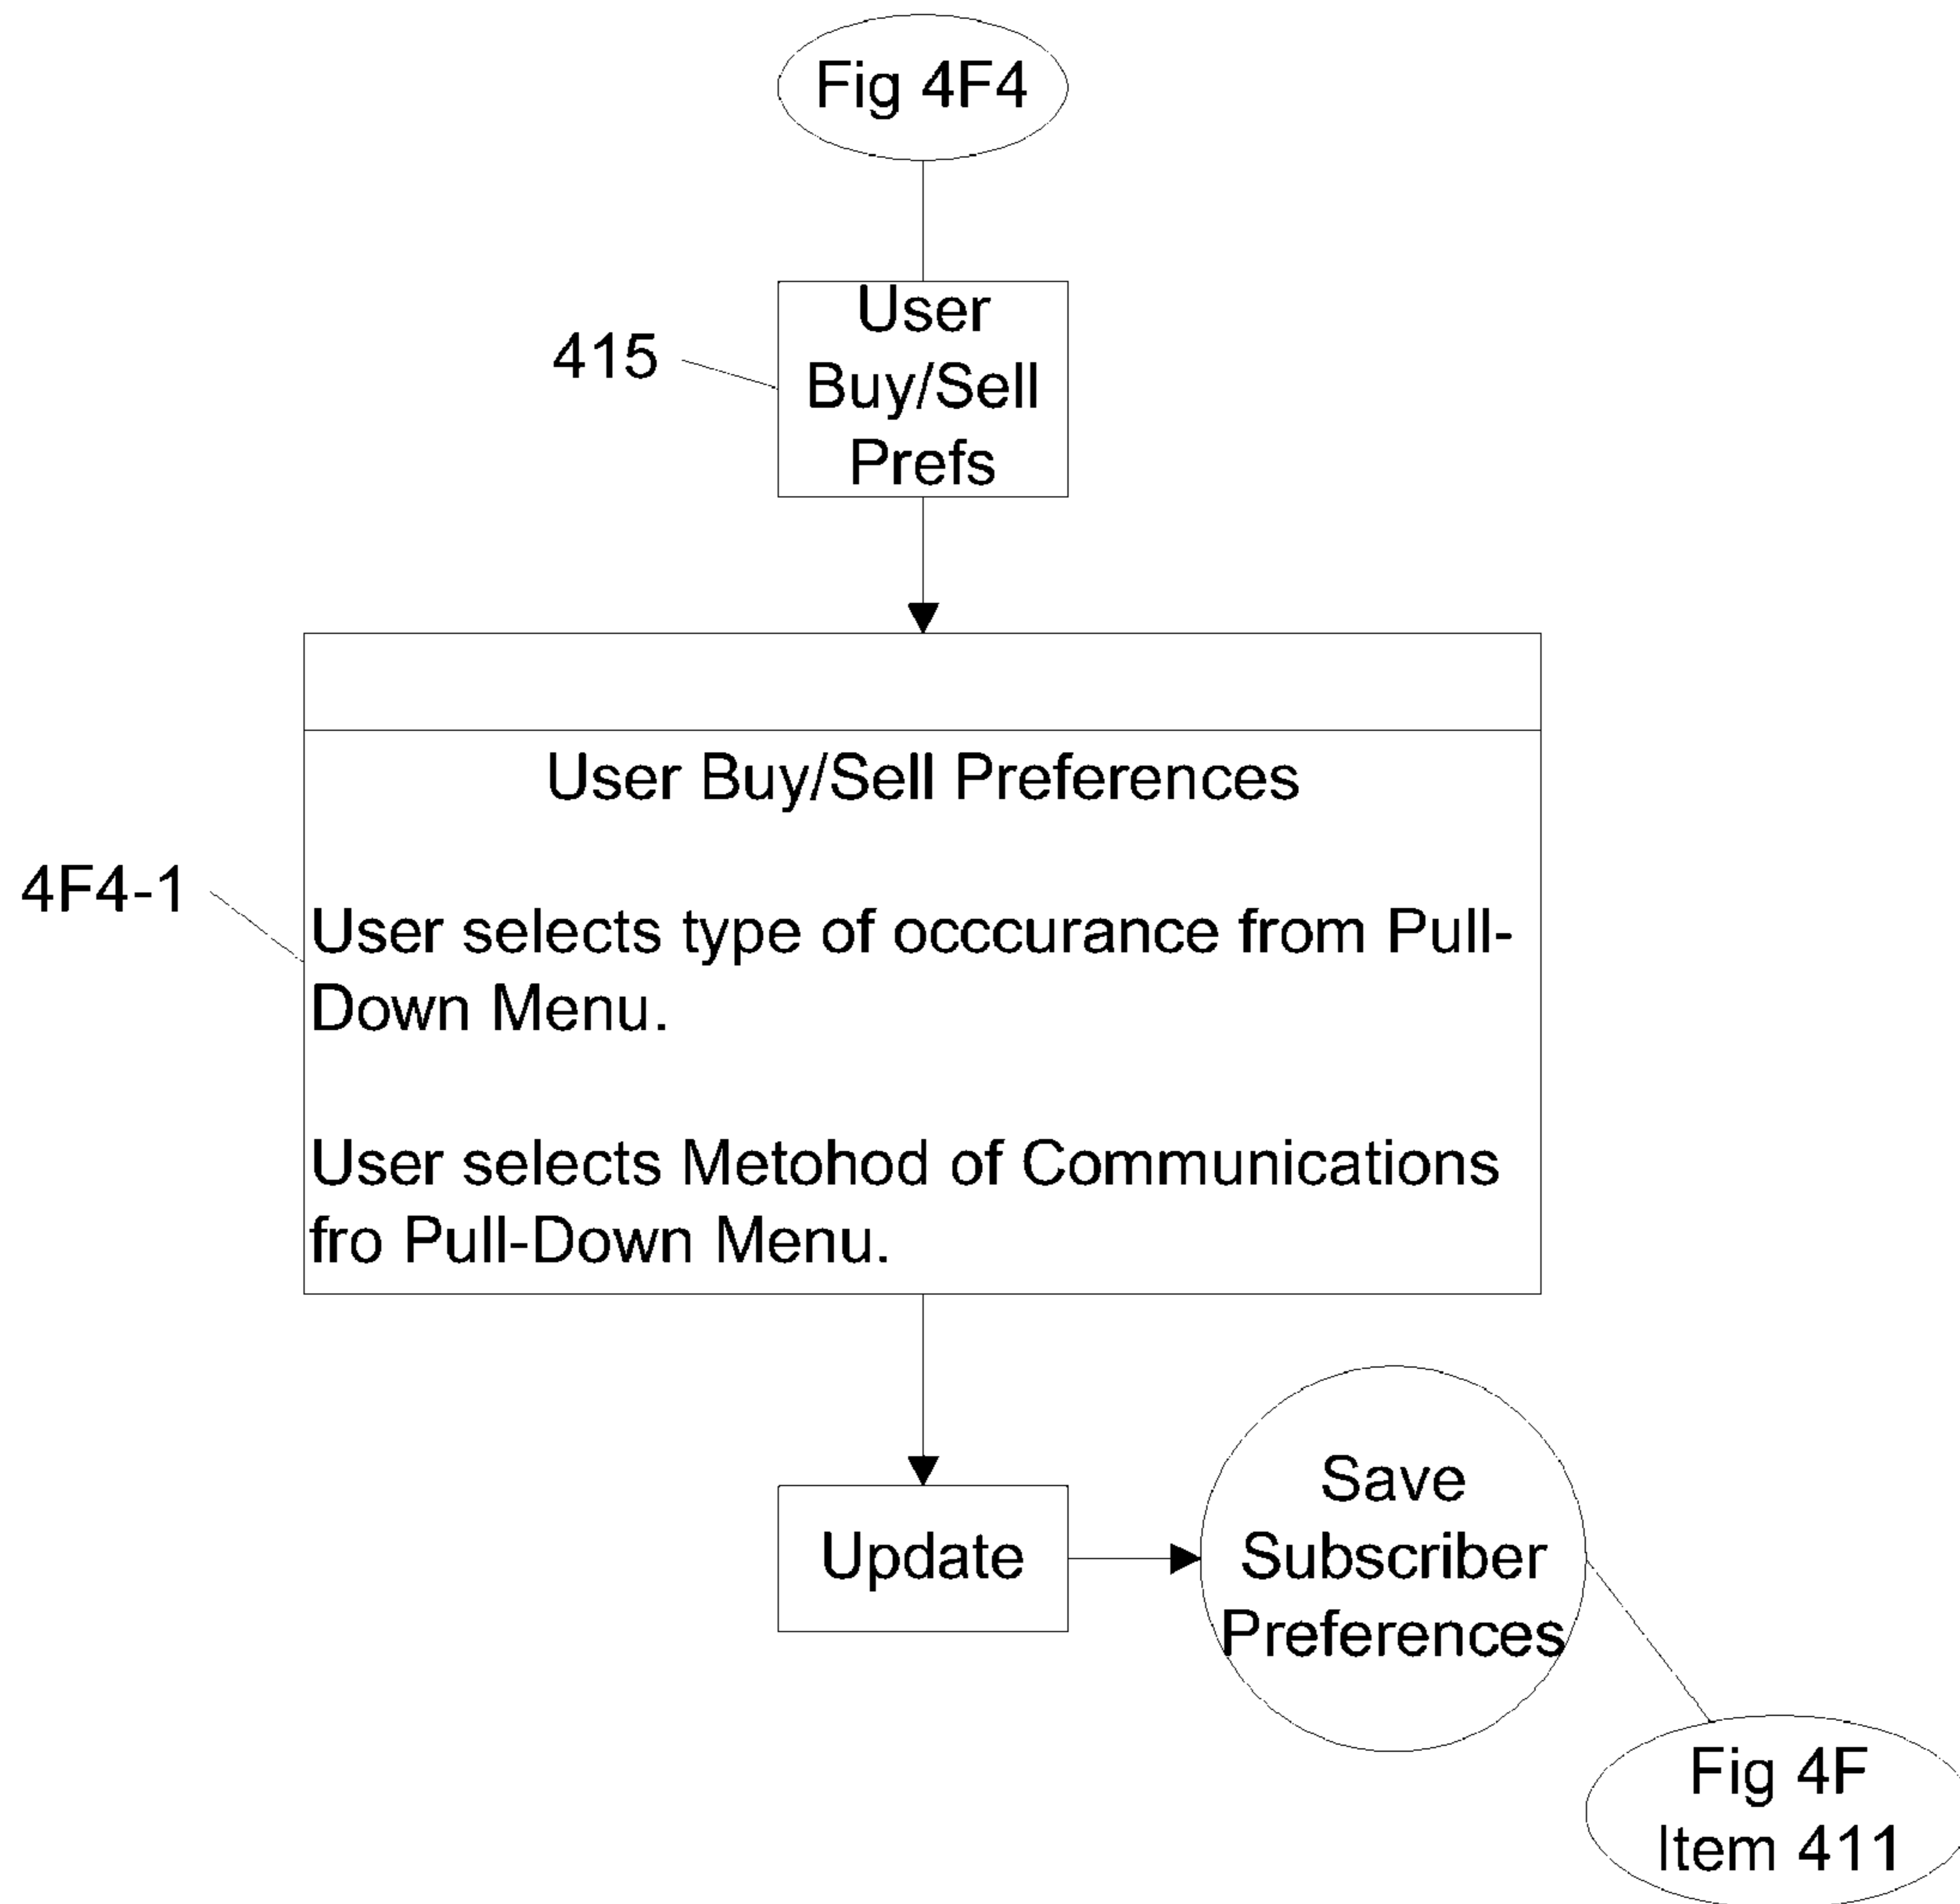 Fig 4F4
User
Buy/Sell
Prefs
415
User Buy/Sell Preferences
4F4-1
User selects type of occcurance from Pull-
Down Menu.
User selects Metohod of Communications
fro Pull-Down Menu.
Update
Save
Subscriber
Preferences
Fig 4F
Item 411